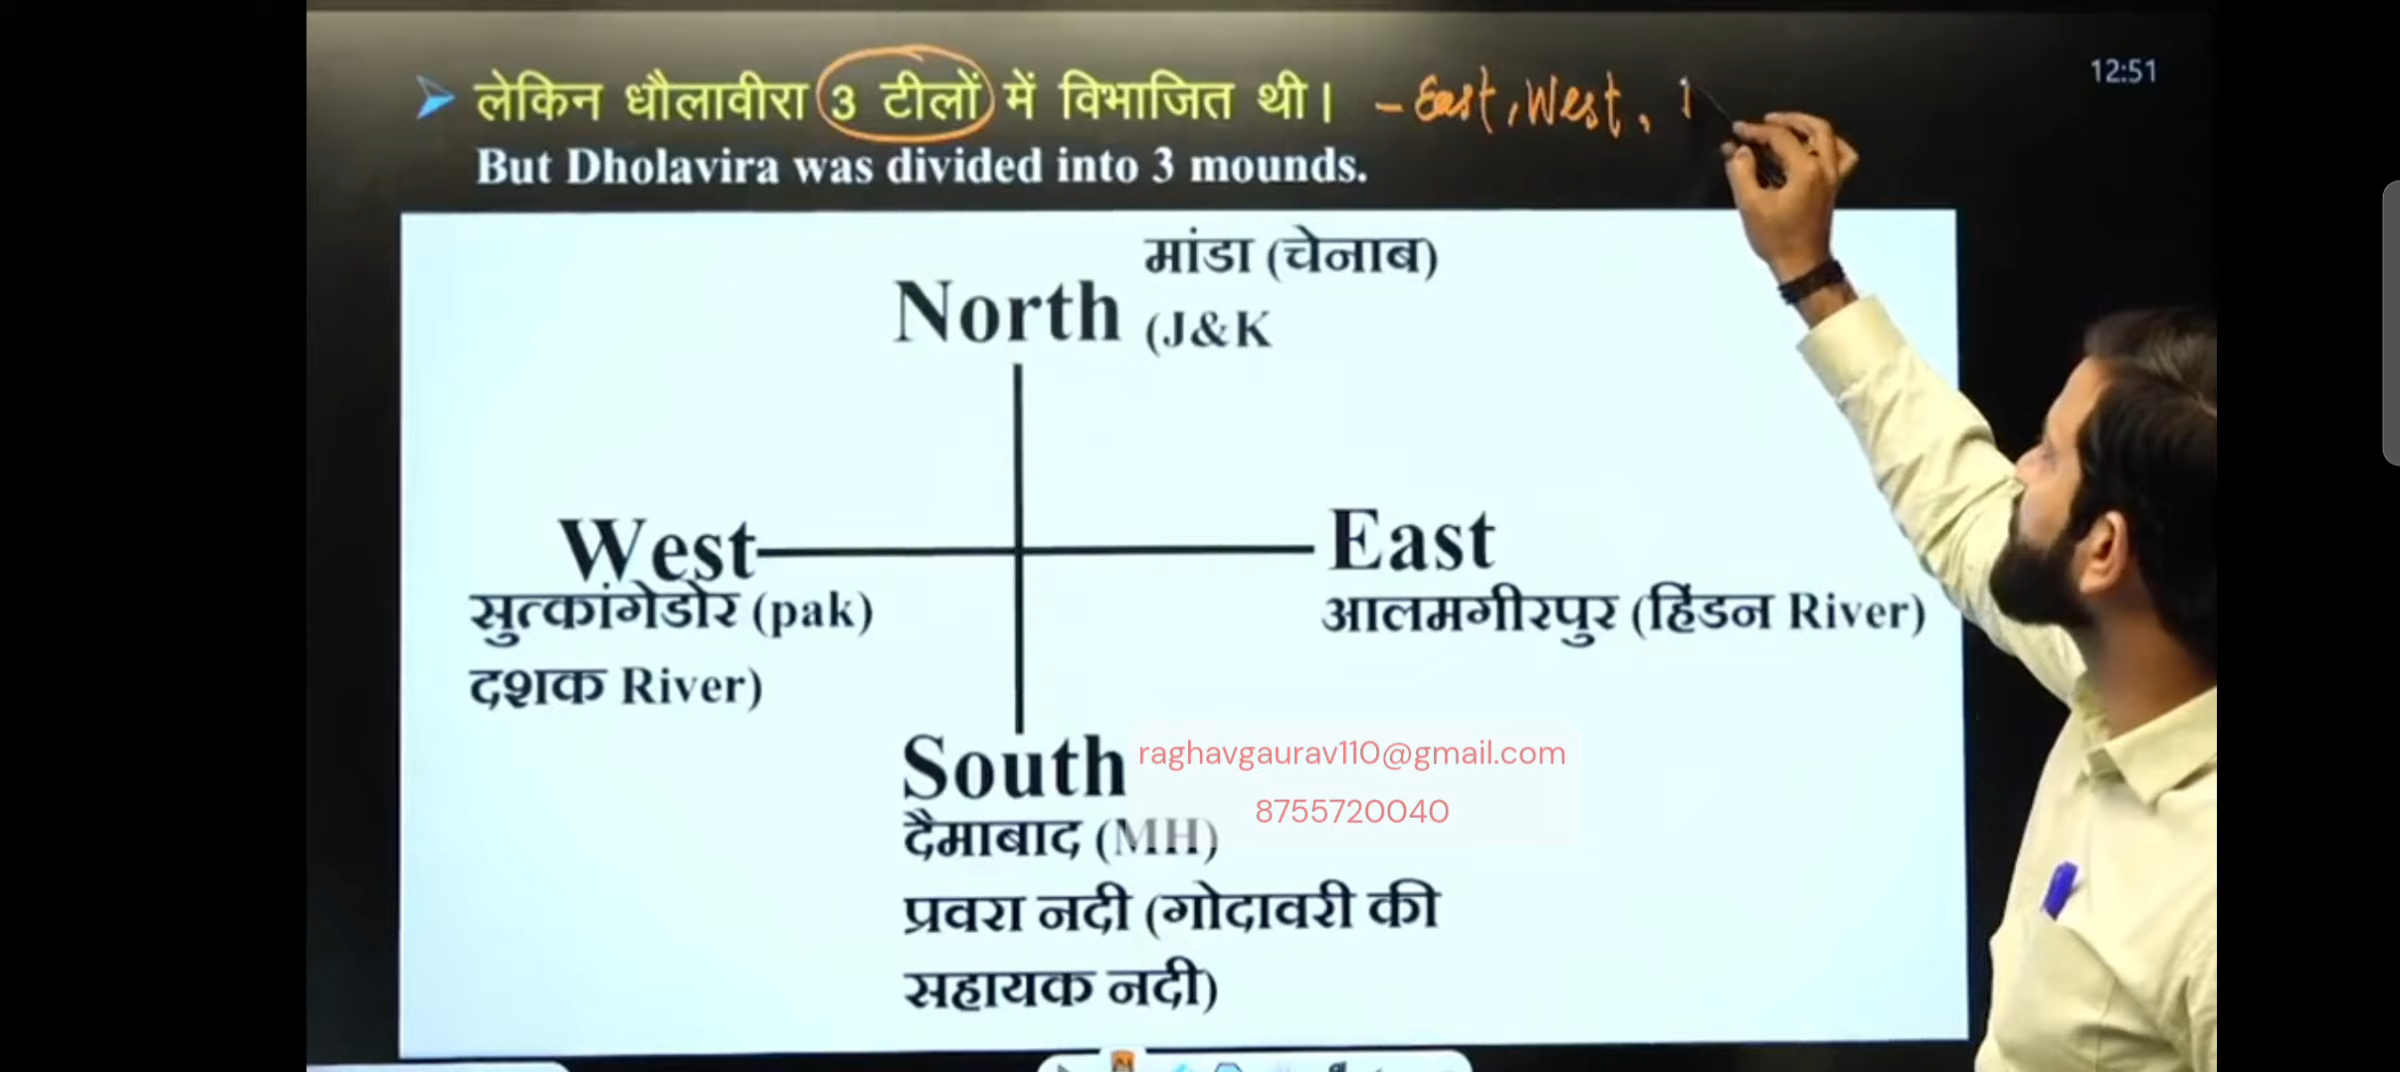 12:51
लेकिन धौलावीरा 3 टीलों में विभाजित थी। - East, West,
But Dholavira was divided into 3 mounds.
मांडा (चेनाब)
North (J&K
West East
सुत्कांगेडोर (pak) आलमगीरपुर (हिंडन River)
दशक River)
South raghavgaurav110@gmail.com
8755720040
दैमाबाद (MH)
प्रवरा नदी (गोदावरी की
सहायक नदी)